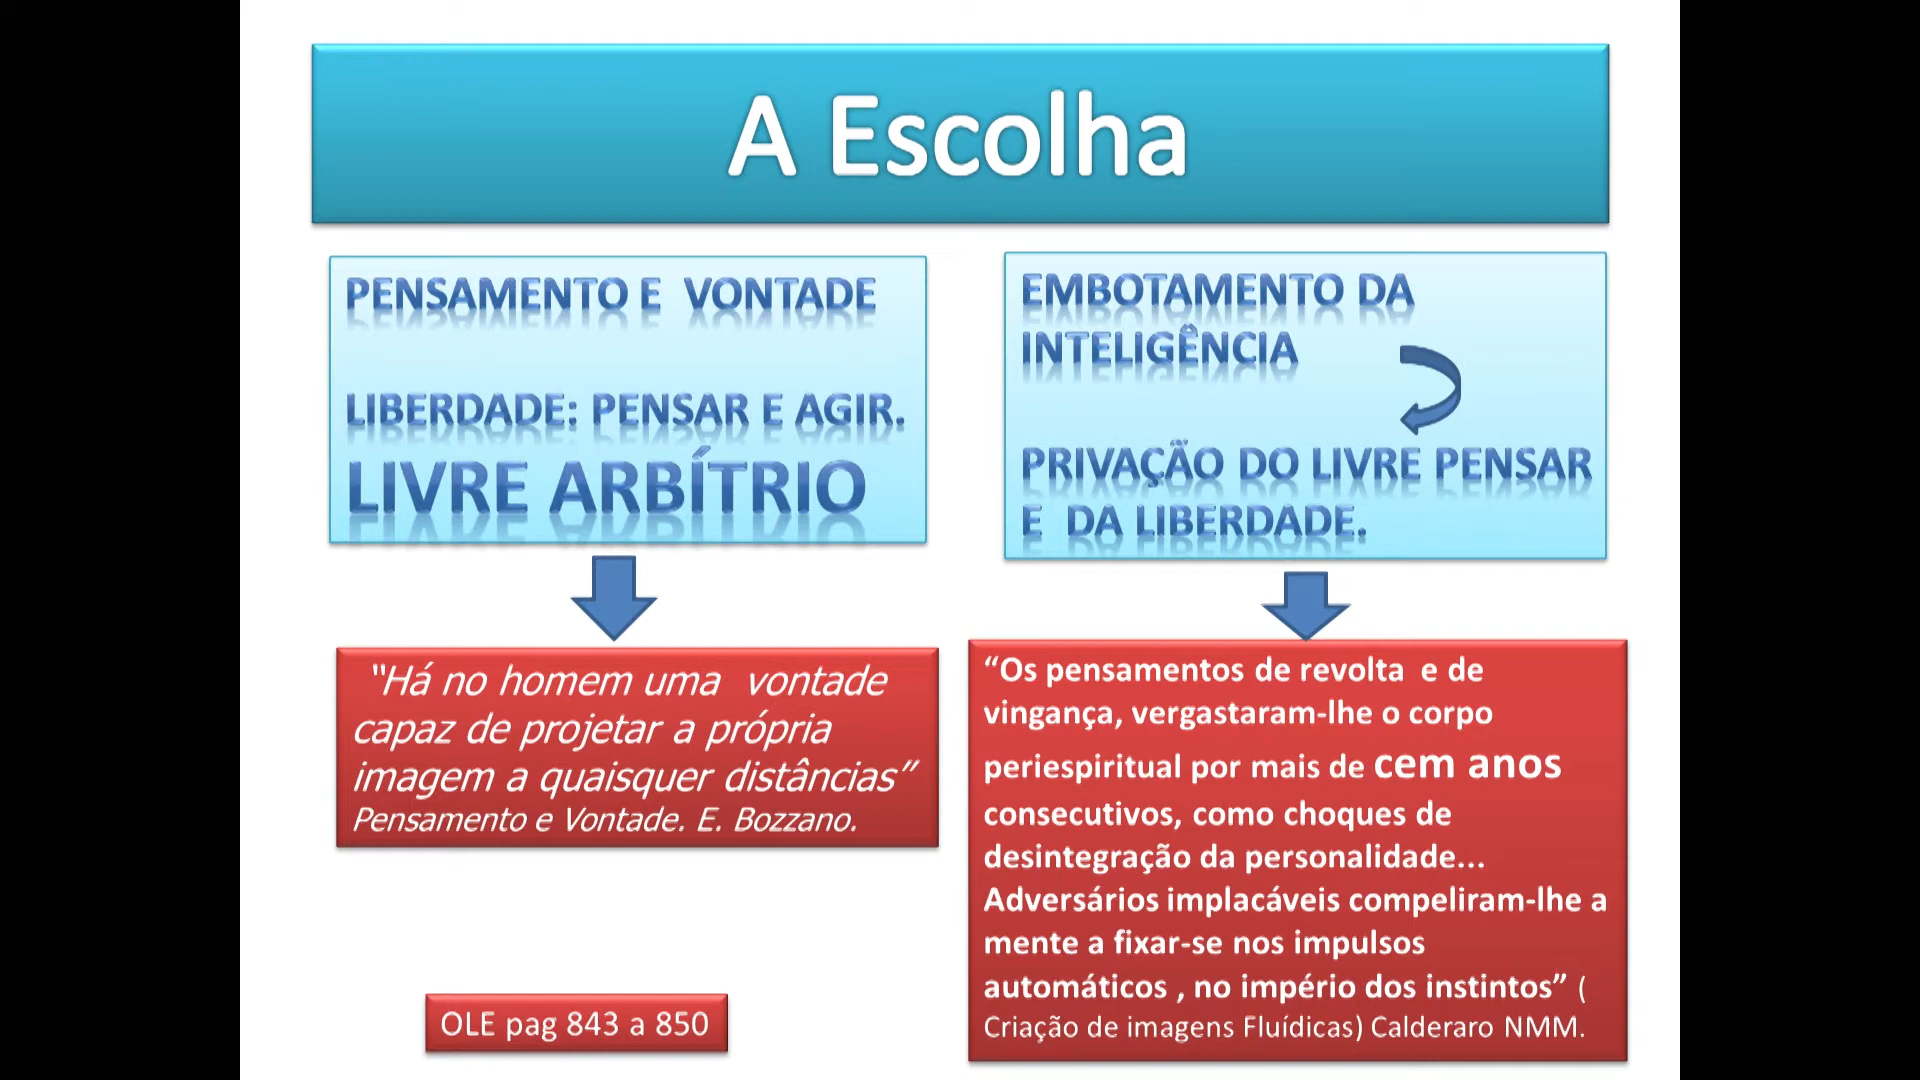 A Escolha
PENSAMENTO E  VONTADE
LIBERDADE: PENSAR E AGIR.
LIVRE ARBÍTRIO
"Há no homem uma  vontade
capaz de projetar a própria
imagem a quaisquer distâncias”
Pensamento e Vontade. E. Bozzano.
OLE pag 843 a 850
EMBOTAMENTO DA
INTELIGÊNCIA
PRIVAÇÃO DO LIVRE PENSAR
E  DA LIBERDADE.
“Os pensamentos de revolta  e de
vingança, vergastaram-lhe o corpo
periespiritual por mais de cem anos
consecutivos, como choques de
desintegração da personalidade...
Adversários implacáveis compeliram-lhe a
mente a fixar-se nos impulsos
automáticos , no império dos instintos” (
Criação de imagens Fluídicas) Calderaro NMM.